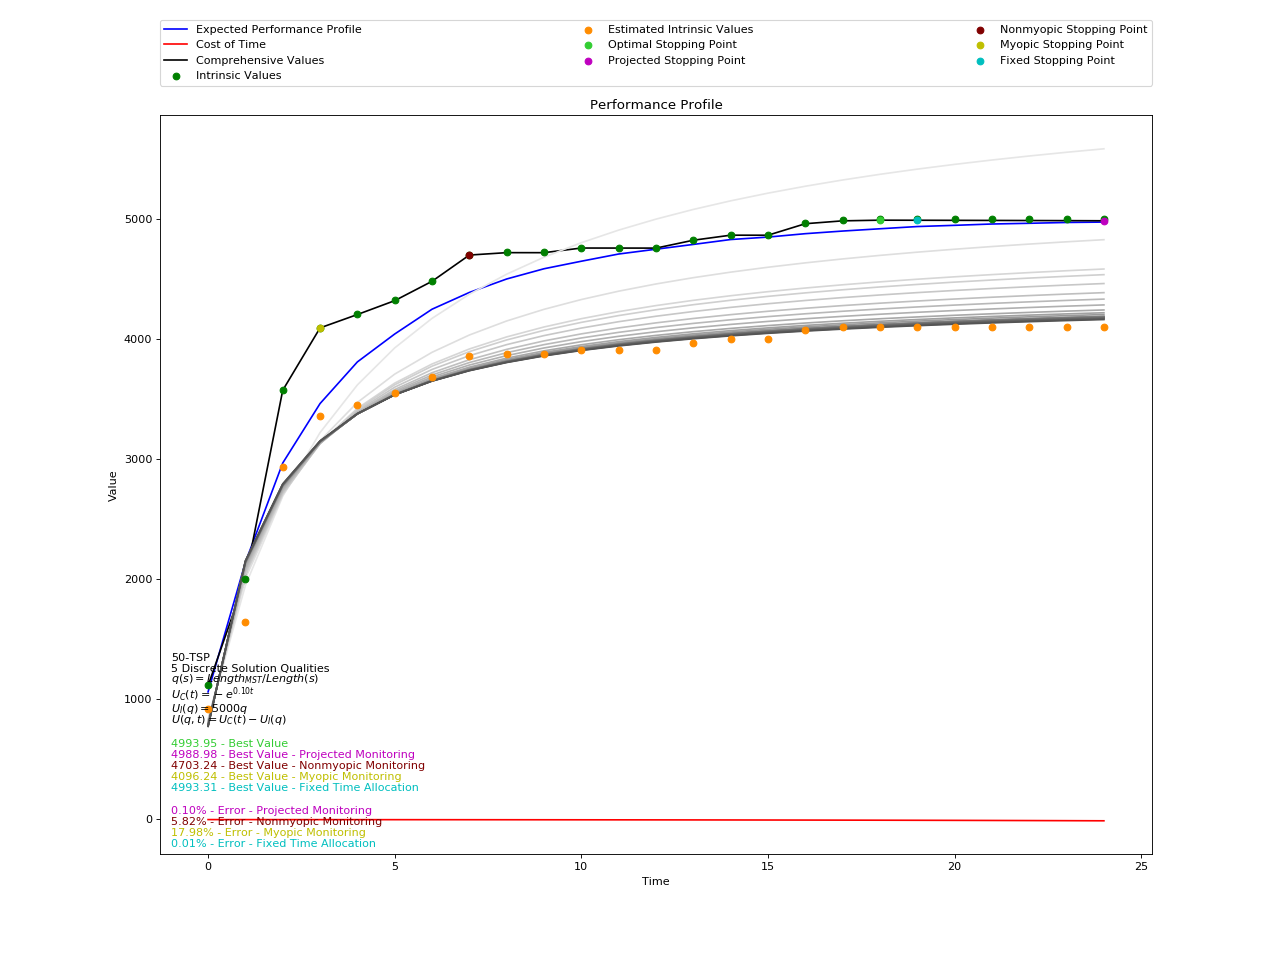 Expected Performance Profile
Cost of Time
Comprehensive Values
Intrinsic Values
Estimated Intrinsic Values
Optimal Stopping Point
Projected Stopping Point
Nonmyopic Stopping Point
Myopic Stopping Point
Fixed Stopping Point
Performance Profile
Value
5000
4000
3000
2000
1000
0
50-TSP
5 Discrete Solution Qualities
q(s) = Length_{MST}/Length(s)
U_C(t) = −e^{0.10t}
U_I(q) = 5000q
U(q, t) = U_C(t) − U_I(q)
4993.95 - Best Value
4988.98 - Best Value - Projected Monitoring
4703.24 - Best Value - Nonmyopic Monitoring
4096.24 - Best Value - Myopic Monitoring
4993.31 - Best Value - Fixed Time Allocation
0.10% - Error - Projected Monitoring
5.82% - Error - Nonmyopic Monitoring
17.98% - Error - Myopic Monitoring
0.01% - Error - Fixed Time Allocation
0 5 10 15 20 25
Time